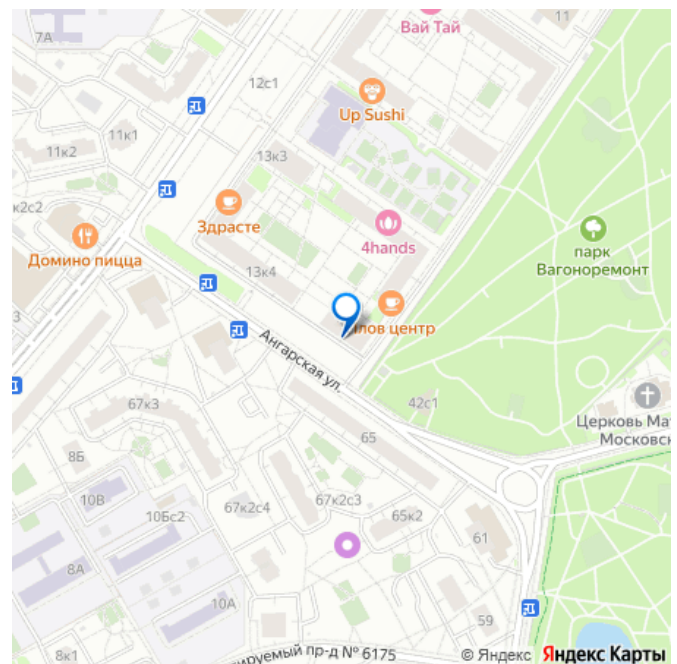 7А
Вай Тай
11
12с1
Up Sushi
11к1
11к2
13к3
к2с2
Здрасте
4hands
парк
Вагоноремонт
Домино пицца
13к4
3
лов центр
Ангарская ул.
42с1
67к3
Церковь Ма
Московск
65
8Б
10В
10Бс2
67к2с4
67к2с3
65к2
61
8А
10А
59
8к1
ируемый пр-д № 6175
© Яндекс Яндекс Карты